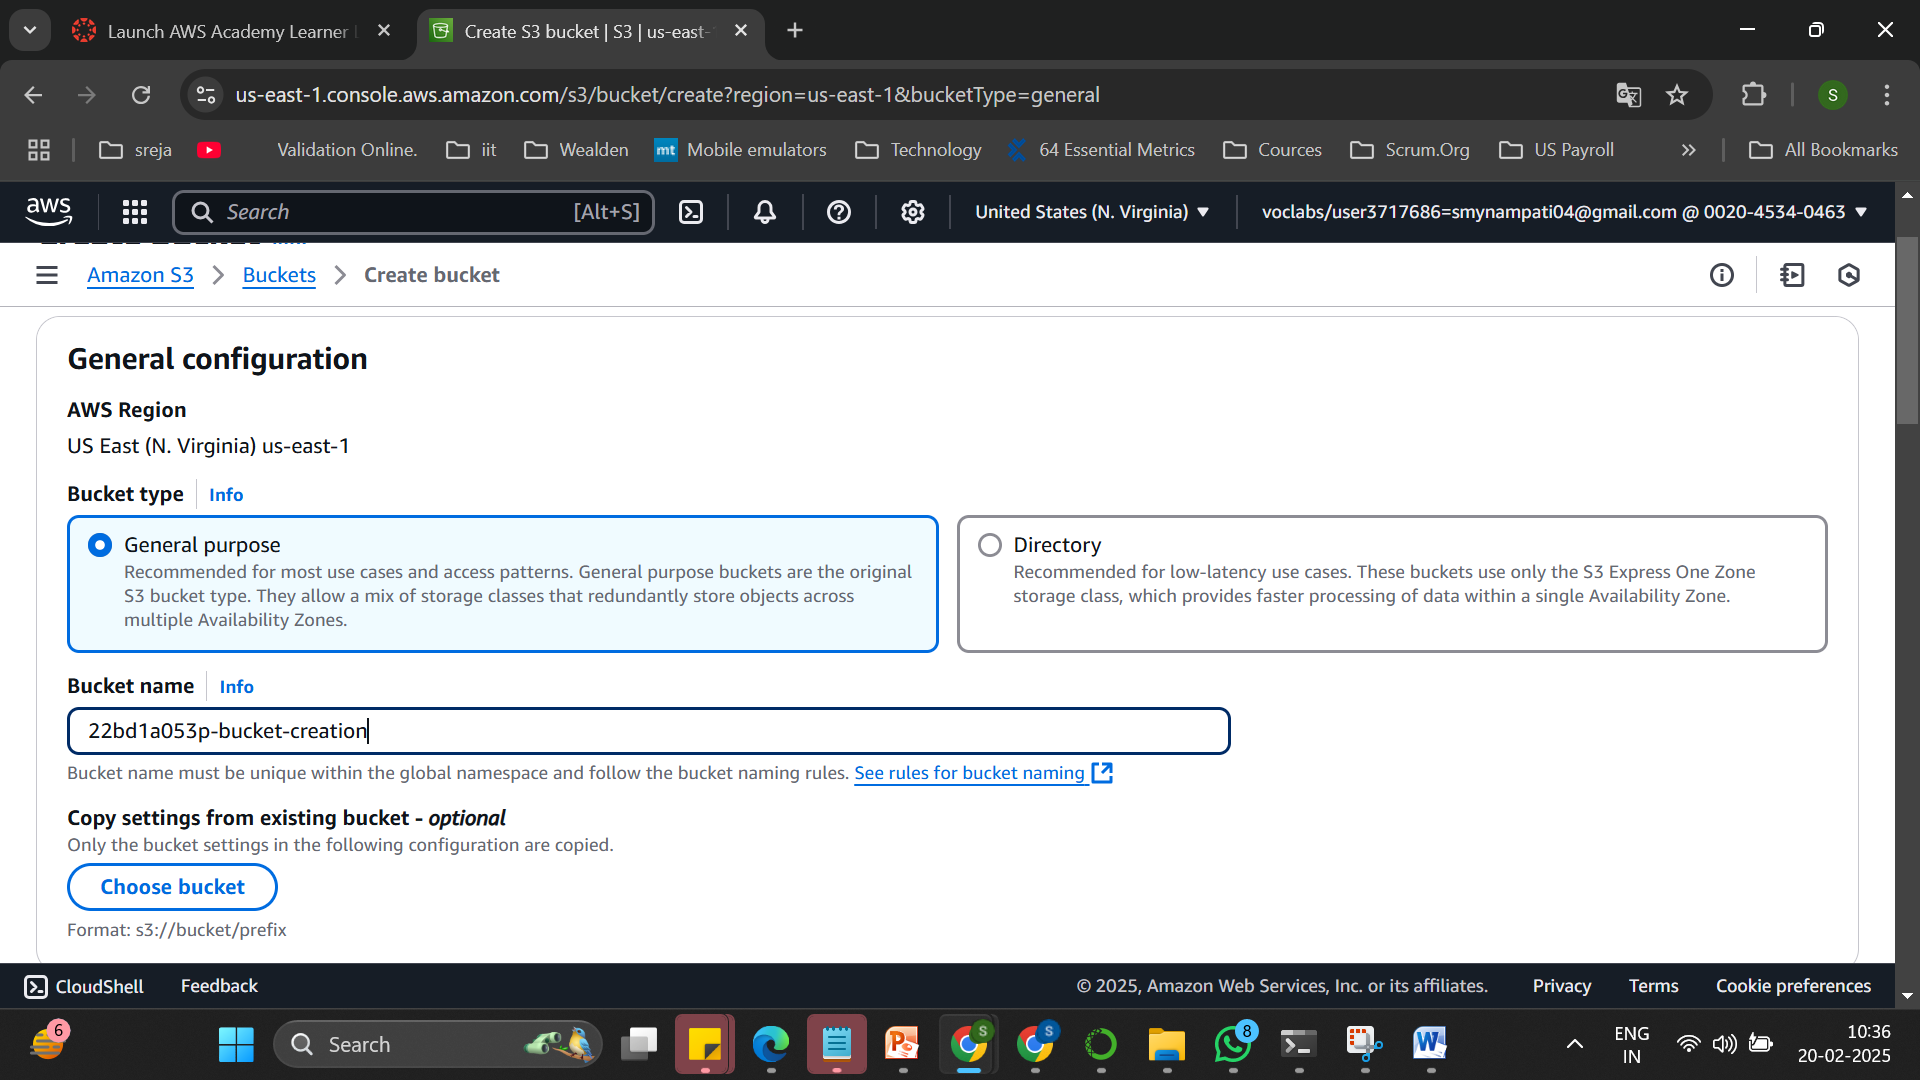 Launch AWS Academy Learner
Create S3 bucket | S3 | us-east-
us-east-1.console.aws.amazon.com/s3/bucket/create?region=us-east-1&bucketType=general
S
sreja
Validation Online.
iit
Wealden
mt
Mobile emulators
Technology
64 Essential Metrics
Cources
Scrum.Org
US Payroll
All Bookmarks
aws
Search
[Alt+S]
United States (N. Virginia)
voclabs/user3717686=smynampati04@gmail.com @ 0020-4534-0463
Amazon S3
Buckets
Create bucket
General configuration
AWS Region
US East (N. Virginia) us-east-1
Bucket type
Info
General purpose
Recommended for most use cases and access patterns. General purpose buckets are the original
S3 bucket type. They allow a mix of storage classes that redundantly store objects across
multiple Availability Zones.
Directory
Recommended for low-latency use cases. These buckets use only the S3 Express One Zone
storage class, which provides faster processing of data within a single Availability Zone.
Bucket name
Info
22bd1a053p-bucket-creation
Bucket name must be unique within the global namespace and follow the bucket naming rules. See rules for bucket naming
Copy settings from existing bucket - optional
Only the bucket settings in the following configuration are copied.
Choose bucket
Format: s3://bucket/prefix
CloudShell
Feedback
© 2025, Amazon Web Services, Inc. or its affiliates.
Privacy
Terms
Cookie preferences
6
Search
S
S
8
ENG
IN
10:36
20-02-2025